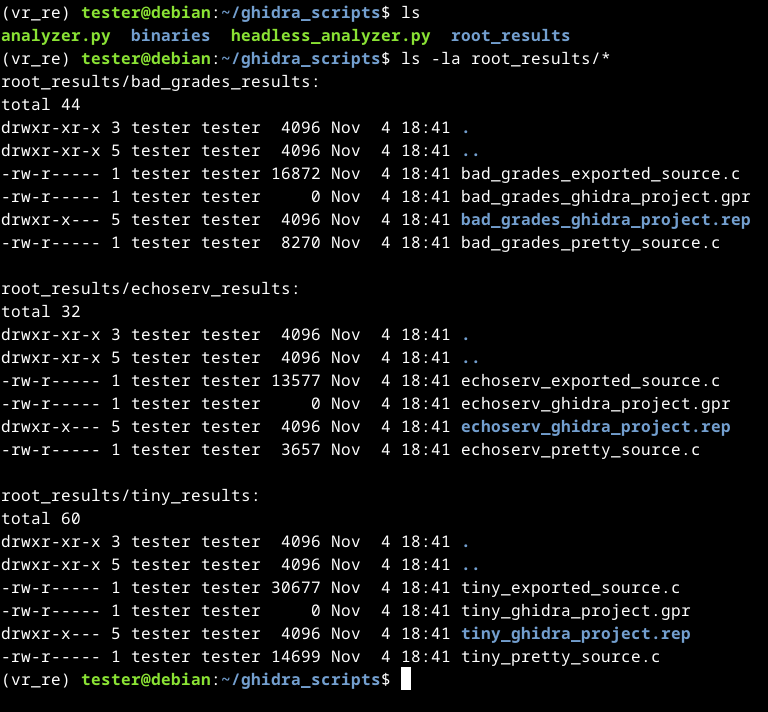 (vr_re) tester@debian:~/ghidra_scripts$ ls
analyzer.py  binaries  headless_analyzer.py  root_results
(vr_re) tester@debian:~/ghidra_scripts$ ls -la root_results/*
root_results/bad_grades_results:
total 44
drwxr-xr-x 3 tester tester  4096 Nov  4 18:41 .
drwxr-xr-x 5 tester tester  4096 Nov  4 18:41 ..
-rw-r----- 1 tester tester 16872 Nov  4 18:41 bad_grades_exported_source.c
-rw-r----- 1 tester tester     0 Nov  4 18:41 bad_grades_ghidra_project.gpr
drwxr-x--- 5 tester tester  4096 Nov  4 18:41 bad_grades_ghidra_project.rep
-rw-r----- 1 tester tester  8270 Nov  4 18:41 bad_grades_pretty_source.c

root_results/echoserv_results:
total 32
drwxr-xr-x 3 tester tester  4096 Nov  4 18:41 .
drwxr-xr-x 5 tester tester  4096 Nov  4 18:41 ..
-rw-r----- 1 tester tester 13577 Nov  4 18:41 echoserv_exported_source.c
-rw-r----- 1 tester tester     0 Nov  4 18:41 echoserv_ghidra_project.gpr
drwxr-x--- 5 tester tester  4096 Nov  4 18:41 echoserv_ghidra_project.rep
-rw-r----- 1 tester tester  3657 Nov  4 18:41 echoserv_pretty_source.c

root_results/tiny_results:
total 60
drwxr-xr-x 3 tester tester  4096 Nov  4 18:41 .
drwxr-xr-x 5 tester tester  4096 Nov  4 18:41 ..
-rw-r----- 1 tester tester 30677 Nov  4 18:41 tiny_exported_source.c
-rw-r----- 1 tester tester     0 Nov  4 18:41 tiny_ghidra_project.gpr
drwxr-x--- 5 tester tester  4096 Nov  4 18:41 tiny_ghidra_project.rep
-rw-r----- 1 tester tester 14699 Nov  4 18:41 tiny_pretty_source.c
(vr_re) tester@debian:~/ghidra_scripts$